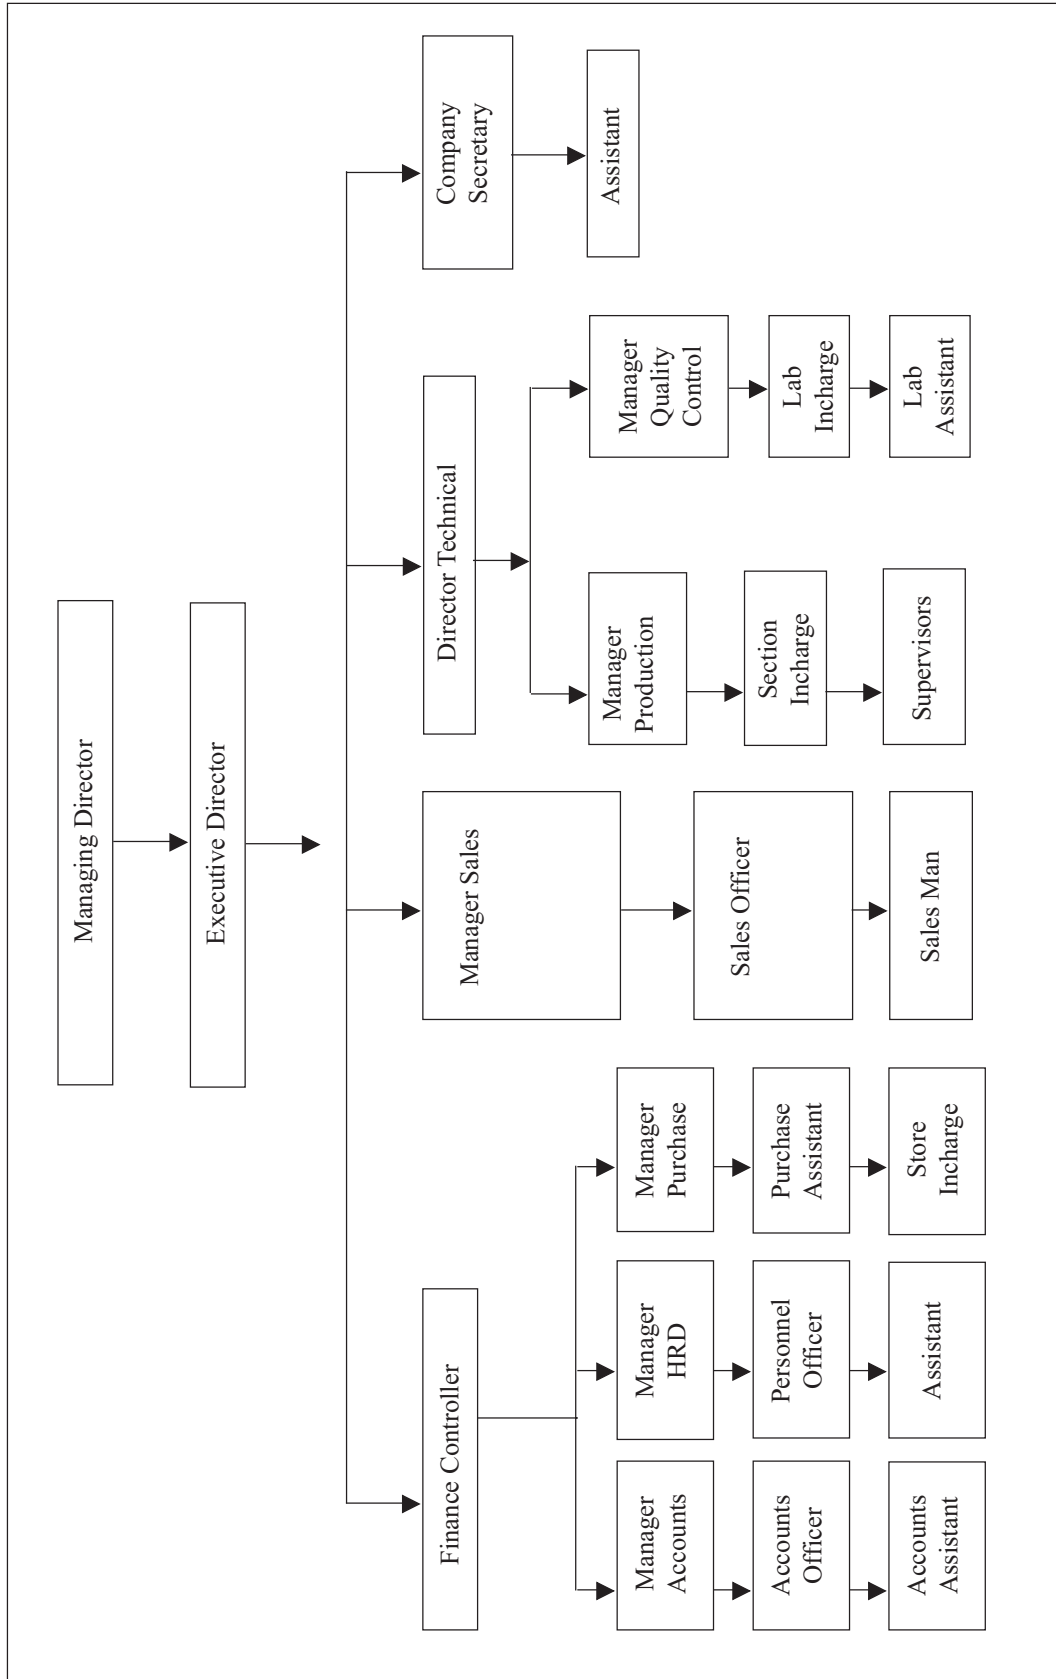 Managing Director
Executive Director
Finance Controller
Manager Sales
Director Technical
Company
Secretary
Manager
Accounts
Manager
HRD
Manager
Purchase
Manager
Production
Manager
Quality
Control
Assistant
Accounts
Officer
Personnel
Officer
Purchase
Assistant
Sales Officer
Section
Incharge
Lab
Incharge
Accounts
Assistant
Assistant
Store
Incharge
Sales Man
Supervisors
Lab
Assistant